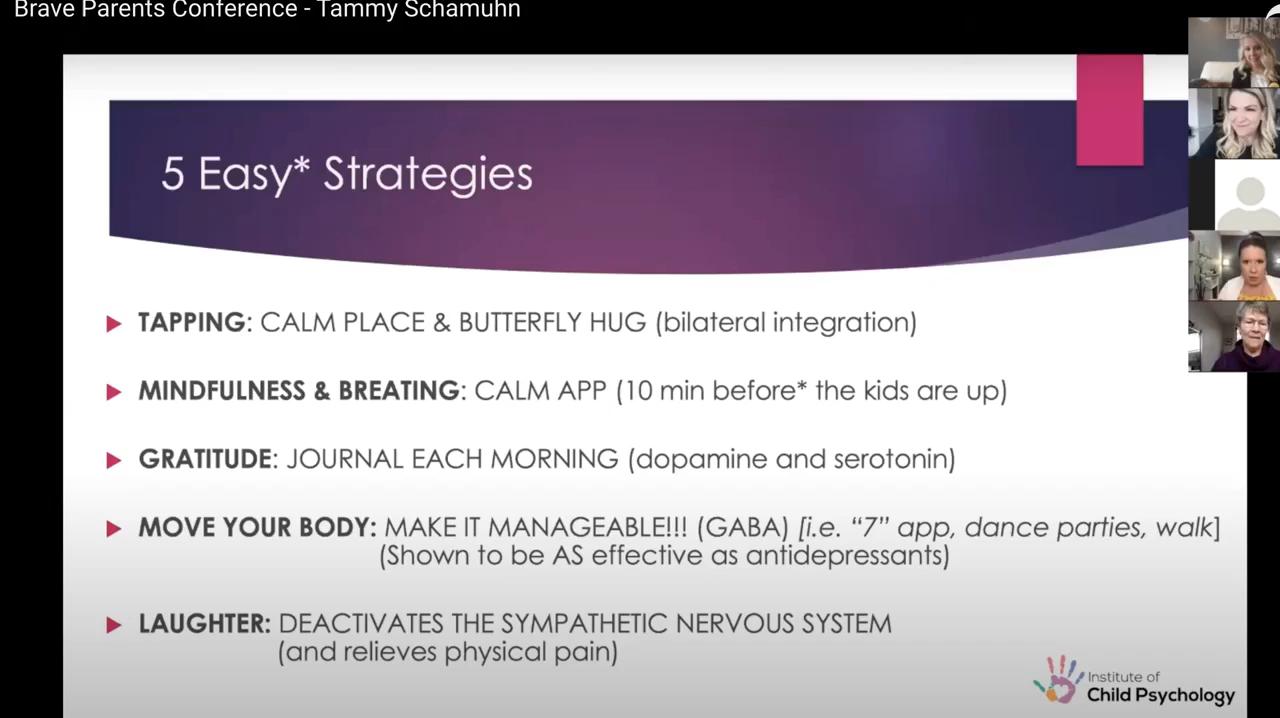 Brave Parents Conference - Tammy Schamuhn
5 Easy* Strategies
TAPPING: CALM PLACE & BUTTERFLY HUG (bilateral integration)
MINDFULNESS & BREATING: CALM APP (10 min before* the kids are up)
GRATITUDE: JOURNAL EACH MORNING (dopamine and serotonin)
MOVE YOUR BODY: MAKE IT MANAGEABLE!!! (GABA) [i.e. “7” app, dance parties, walk]
(Shown to be AS effective as antidepressants)
LAUGHTER: DEACTIVATES THE SYMPATHETIC NERVOUS SYSTEM
(and relieves physical pain)
Institute of
Child Psychology